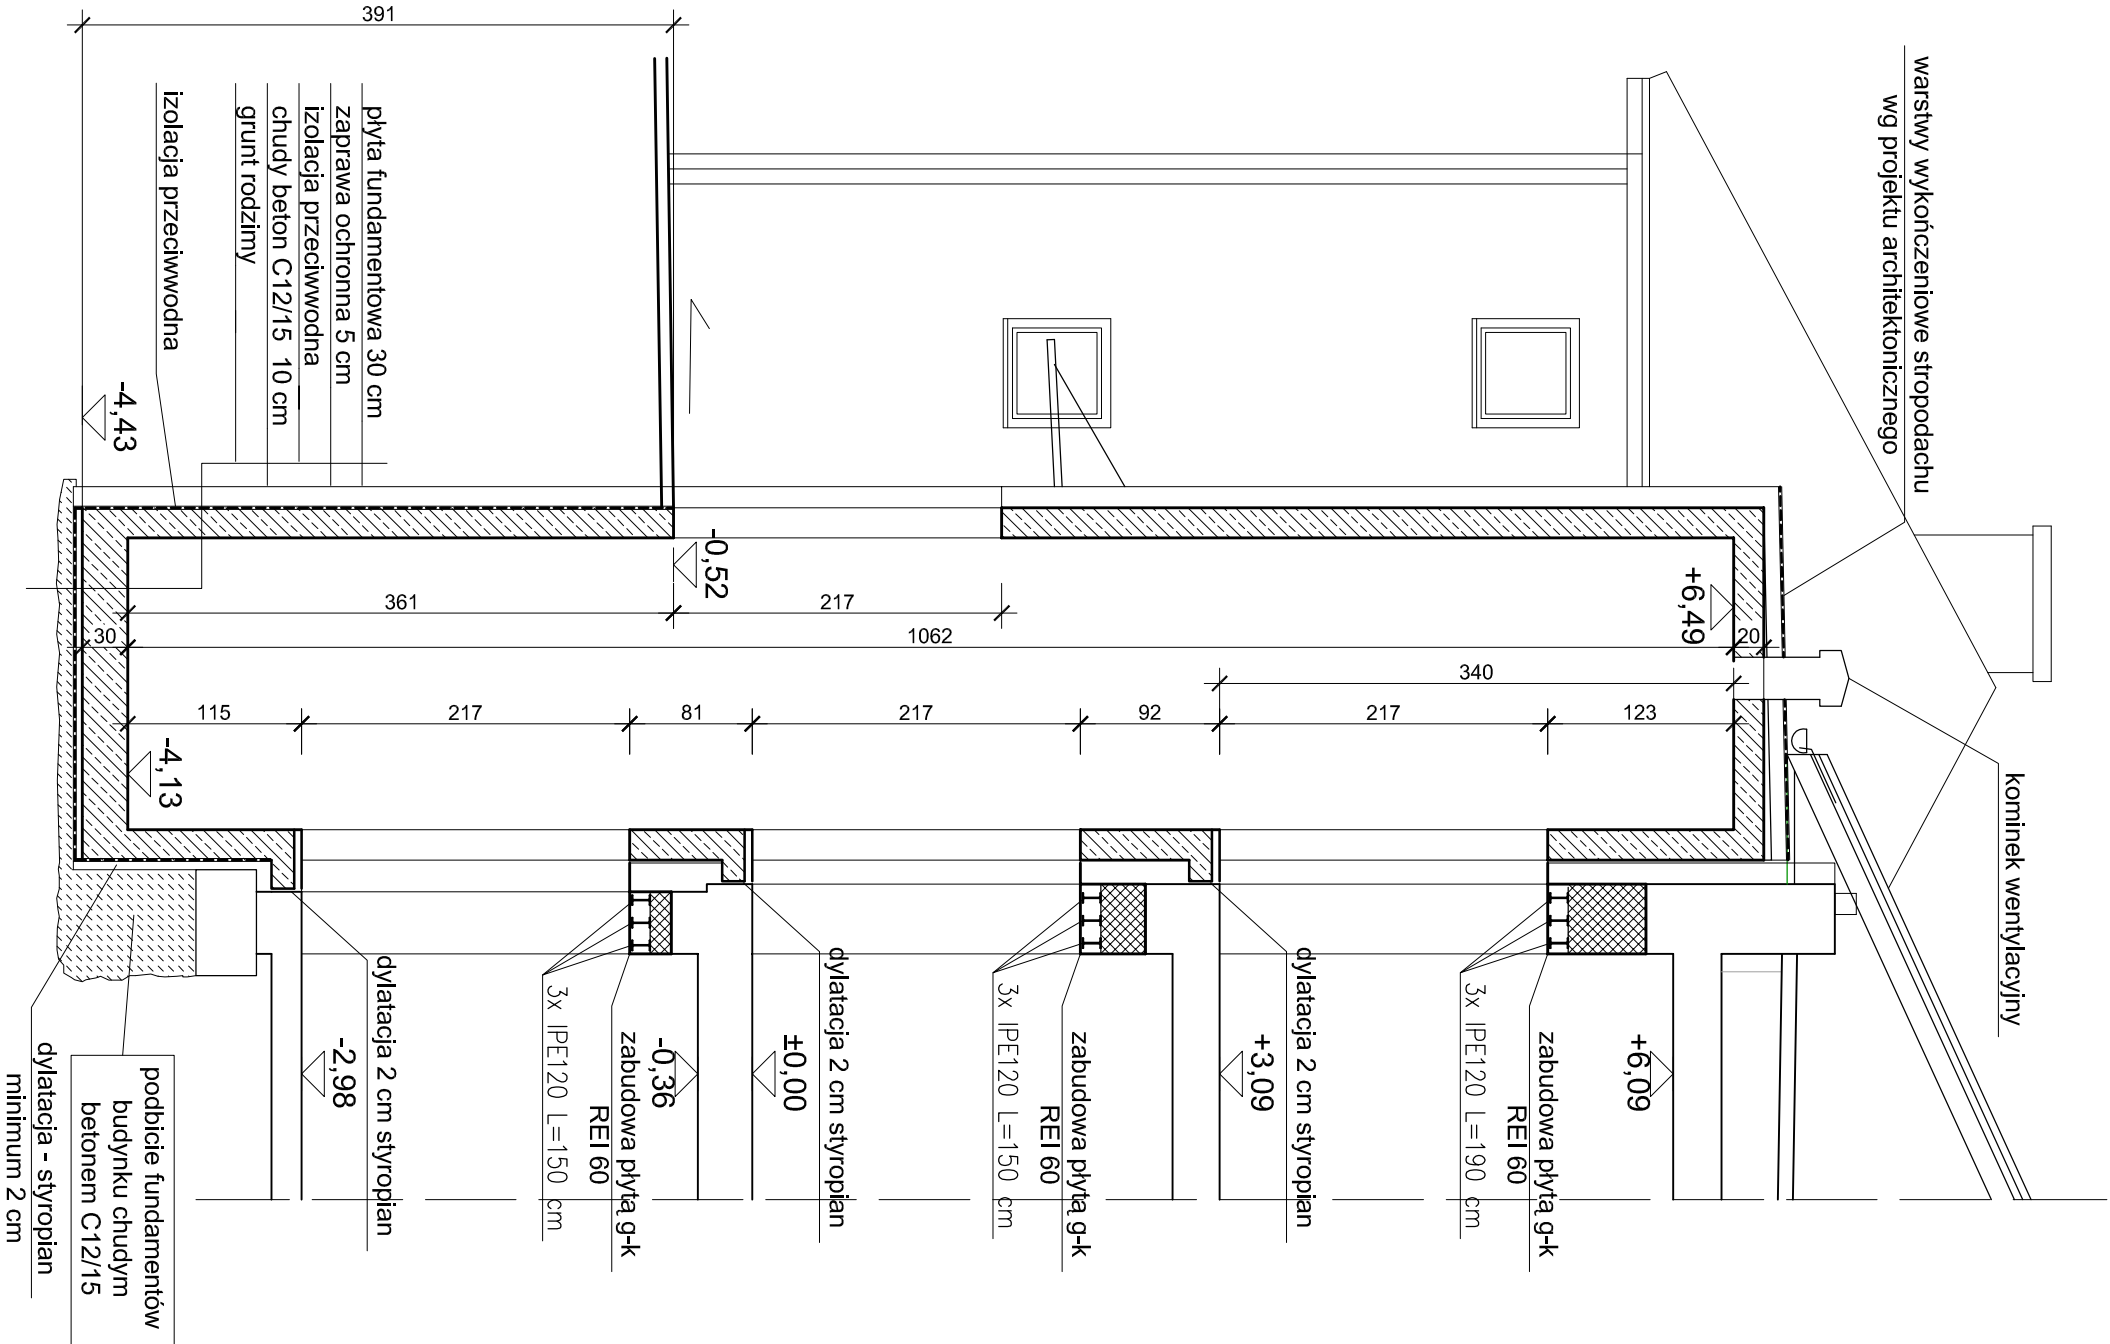 warstwy wykończeniowe stropodachu
wg projektu architektonicznego
kominek wentylacyjny
+6,49
20
340
123
217
92
217
81
217
115
1062
30
217
361
-0,52
391
-4,43
-4,13
płyta fundamentowa 30 cm
zaprawa ochronna 5 cm
izolacja przeciwwodna
chudy beton C12/15 10 cm
grunt rodzimy
izolacja przeciwwodna
+6,09
zabudowa płytą g-k
REI 60
3x IPE120 L=190 cm
dylatacja 2 cm styropian
+3,09
zabudowa płytą g-k
REI 60
3x IPE120 L=150 cm
dylatacja 2 cm styropian
±0,00
-0,36
zabudowa płytą g-k
REI 60
3x IPE120 L=150 cm
dylatacja 2 cm styropian
-2,98
podbicie fundamentów
budynku chudym
betonem C12/15
dylatacja - styropian
minimum 2 cm